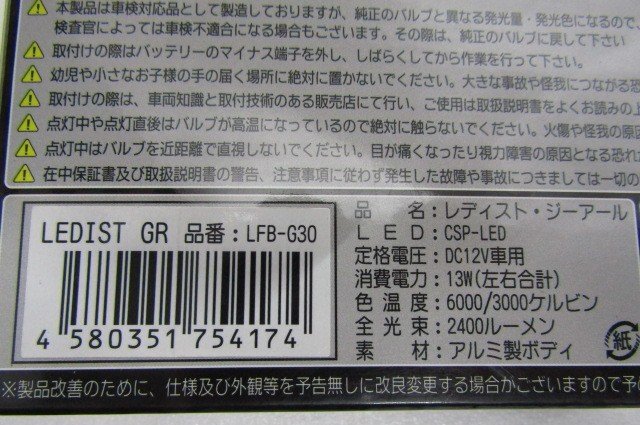 本製品は車検対応品として製造しておりますが、純正のバルブと異なる発光量・発光色になるので、
検査官によっては車検不適合になる場合もございます。その際は、純正のバルブに戻して下さい
取付けの際はバッテリーのマイナス端子を外し、しばらくしてから作業を行って下さい。
幼児や小さなお子様の手の届く場所に絶対に置かないでください。大きな事故や怪我につながる恐
取付けの際は、車両知識と取付技術のある販売店にて行い、ご使用は取扱説明書をよくお読みの上
点灯中や点灯直後はバルブが高温になっているので絶対に触らないでください。火傷や怪我の原因
点灯中はバルブを近距離で直視しないでください。目が痛くなったり視力障害の原因となる恐れ
在中保証書及び取扱説明書の警告、注意事項に従わず発生した故障や事故につきましては一切の
LEDIST GR 品番：LFB-G30
4 580351 754174
品名：レディスト・ジーアール
LED：CSP-LED
定格電圧：DC12V車用
消費電力：13W(左右合計)
色温度：6000/3000ケルビン
全光束：2400ルーメン
素材：アルミ製ボディ
紙
※製品改善のために、仕様及び外観等を予告無しに改良変更する場合がございますので予